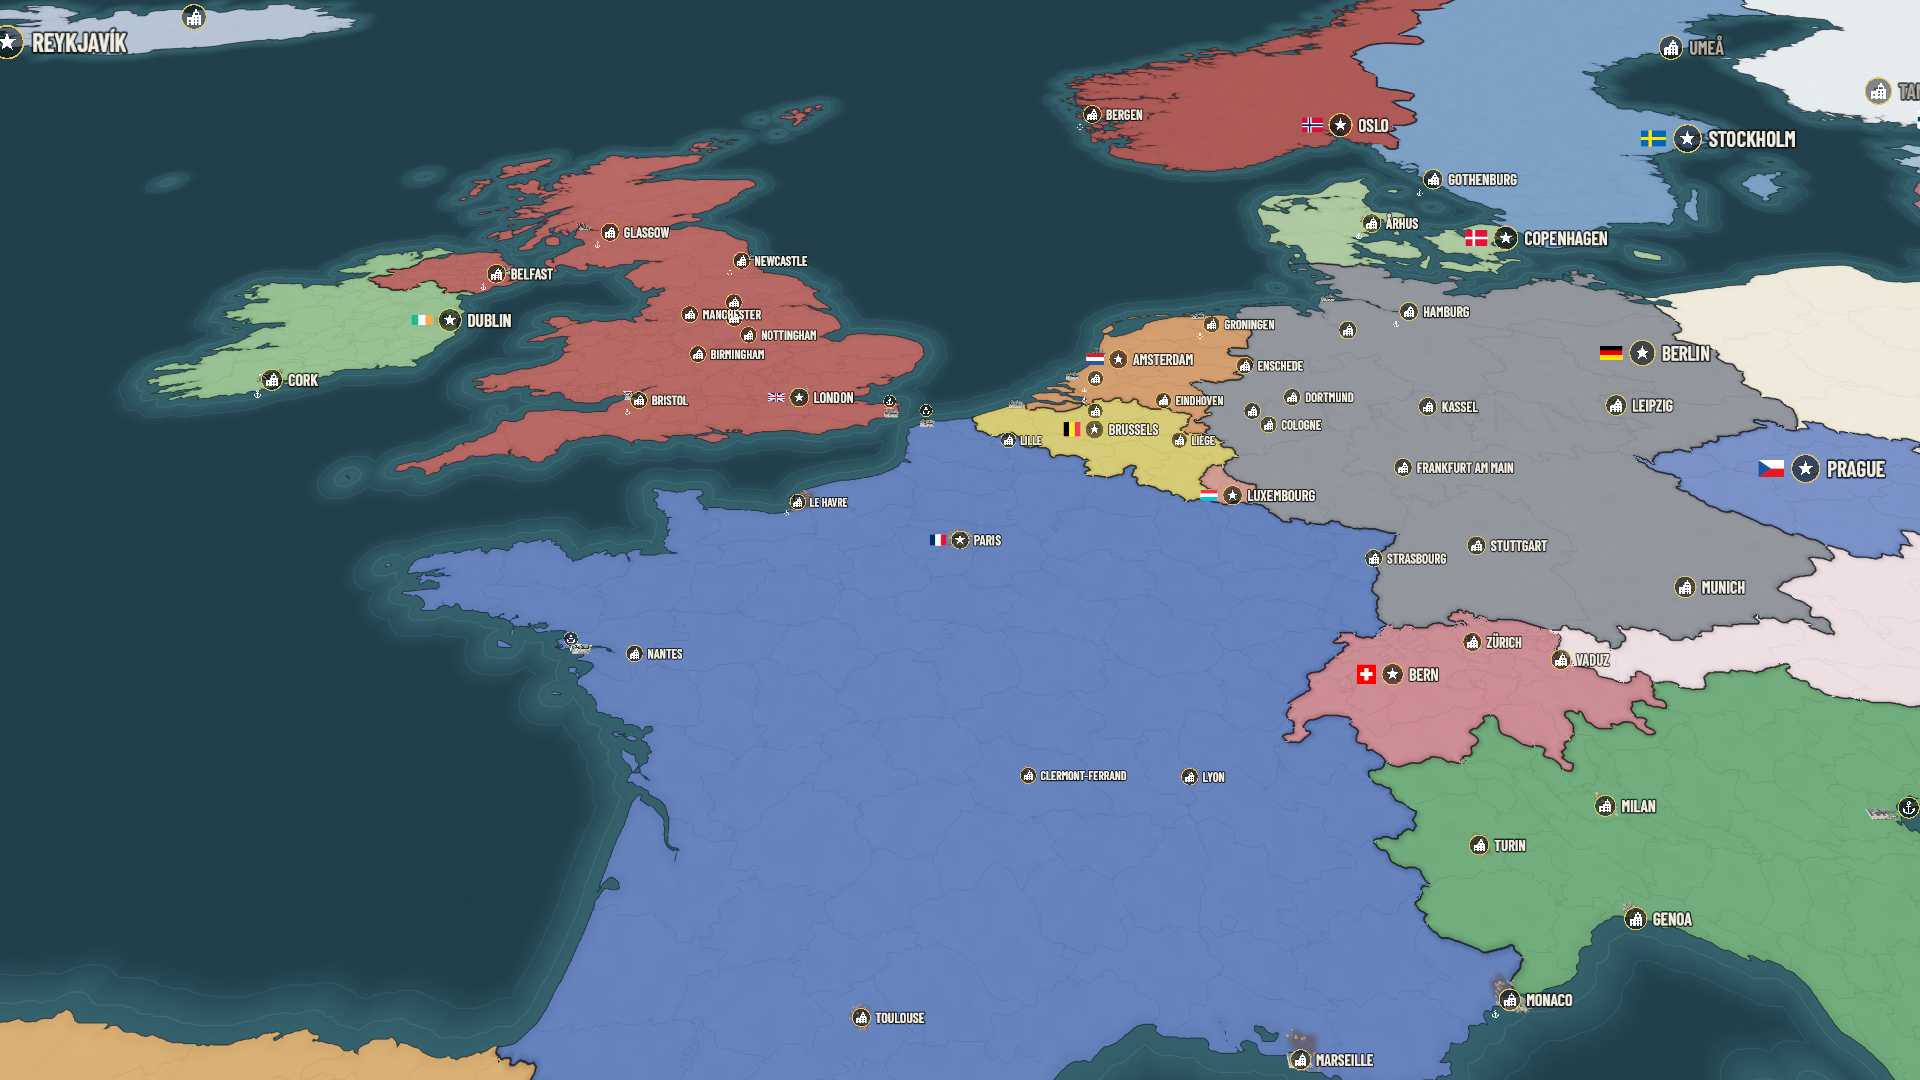 REYKJAVÍK
UMEÅ
BERGEN
OSLO
STOCKHOLM
GOTHENBURG
GLASGOW
ÅRHUS
COPENHAGEN
NEWCASTLE
BELFAST
MANCHESTER
DUBLIN
HAMBURG
GRONINGEN
NOTTINGHAM
BIRMINGHAM
AMSTERDAM
BERLIN
ENSCHEDE
CORK
LONDON
BRISTOL
EINDHOVEN
DORTMUND
KASSEL
LEIPZIG
COLOGNE
BRUSSELS
LILLE
LIÈGE
FRANKFURT AM MAIN
PRAGUE
LUXEMBOURG
LE HAVRE
PARIS
STUTTGART
STRASBOURG
MUNICH
ZÜRICH
NANTES
VADUZ
BERN
CLERMONT-FERRAND
LYON
MILAN
TURIN
GENOA
MONACO
TOULOUSE
MARSEILLE